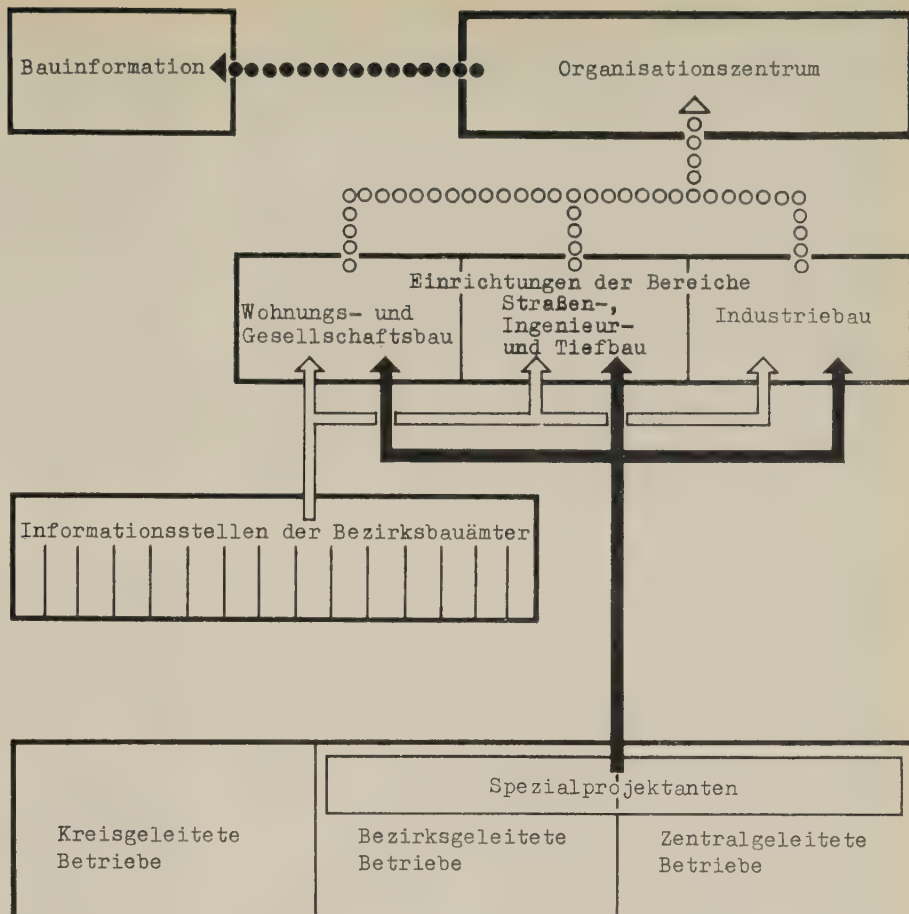 Bauinformation
Organisationszentrum
Einrichtungen der Bereiche
Wohnungs- und
Gesellschaftsbau
Straßen-,
Ingenieur-
und Tiefbau
Industriebau
Informationsstellen der Bezirksbauämter
Spezialprojektanten
Kreisgeleitete
Betriebe
Bezirksgeleitete
Betriebe
Zentralgeleitete
Betriebe